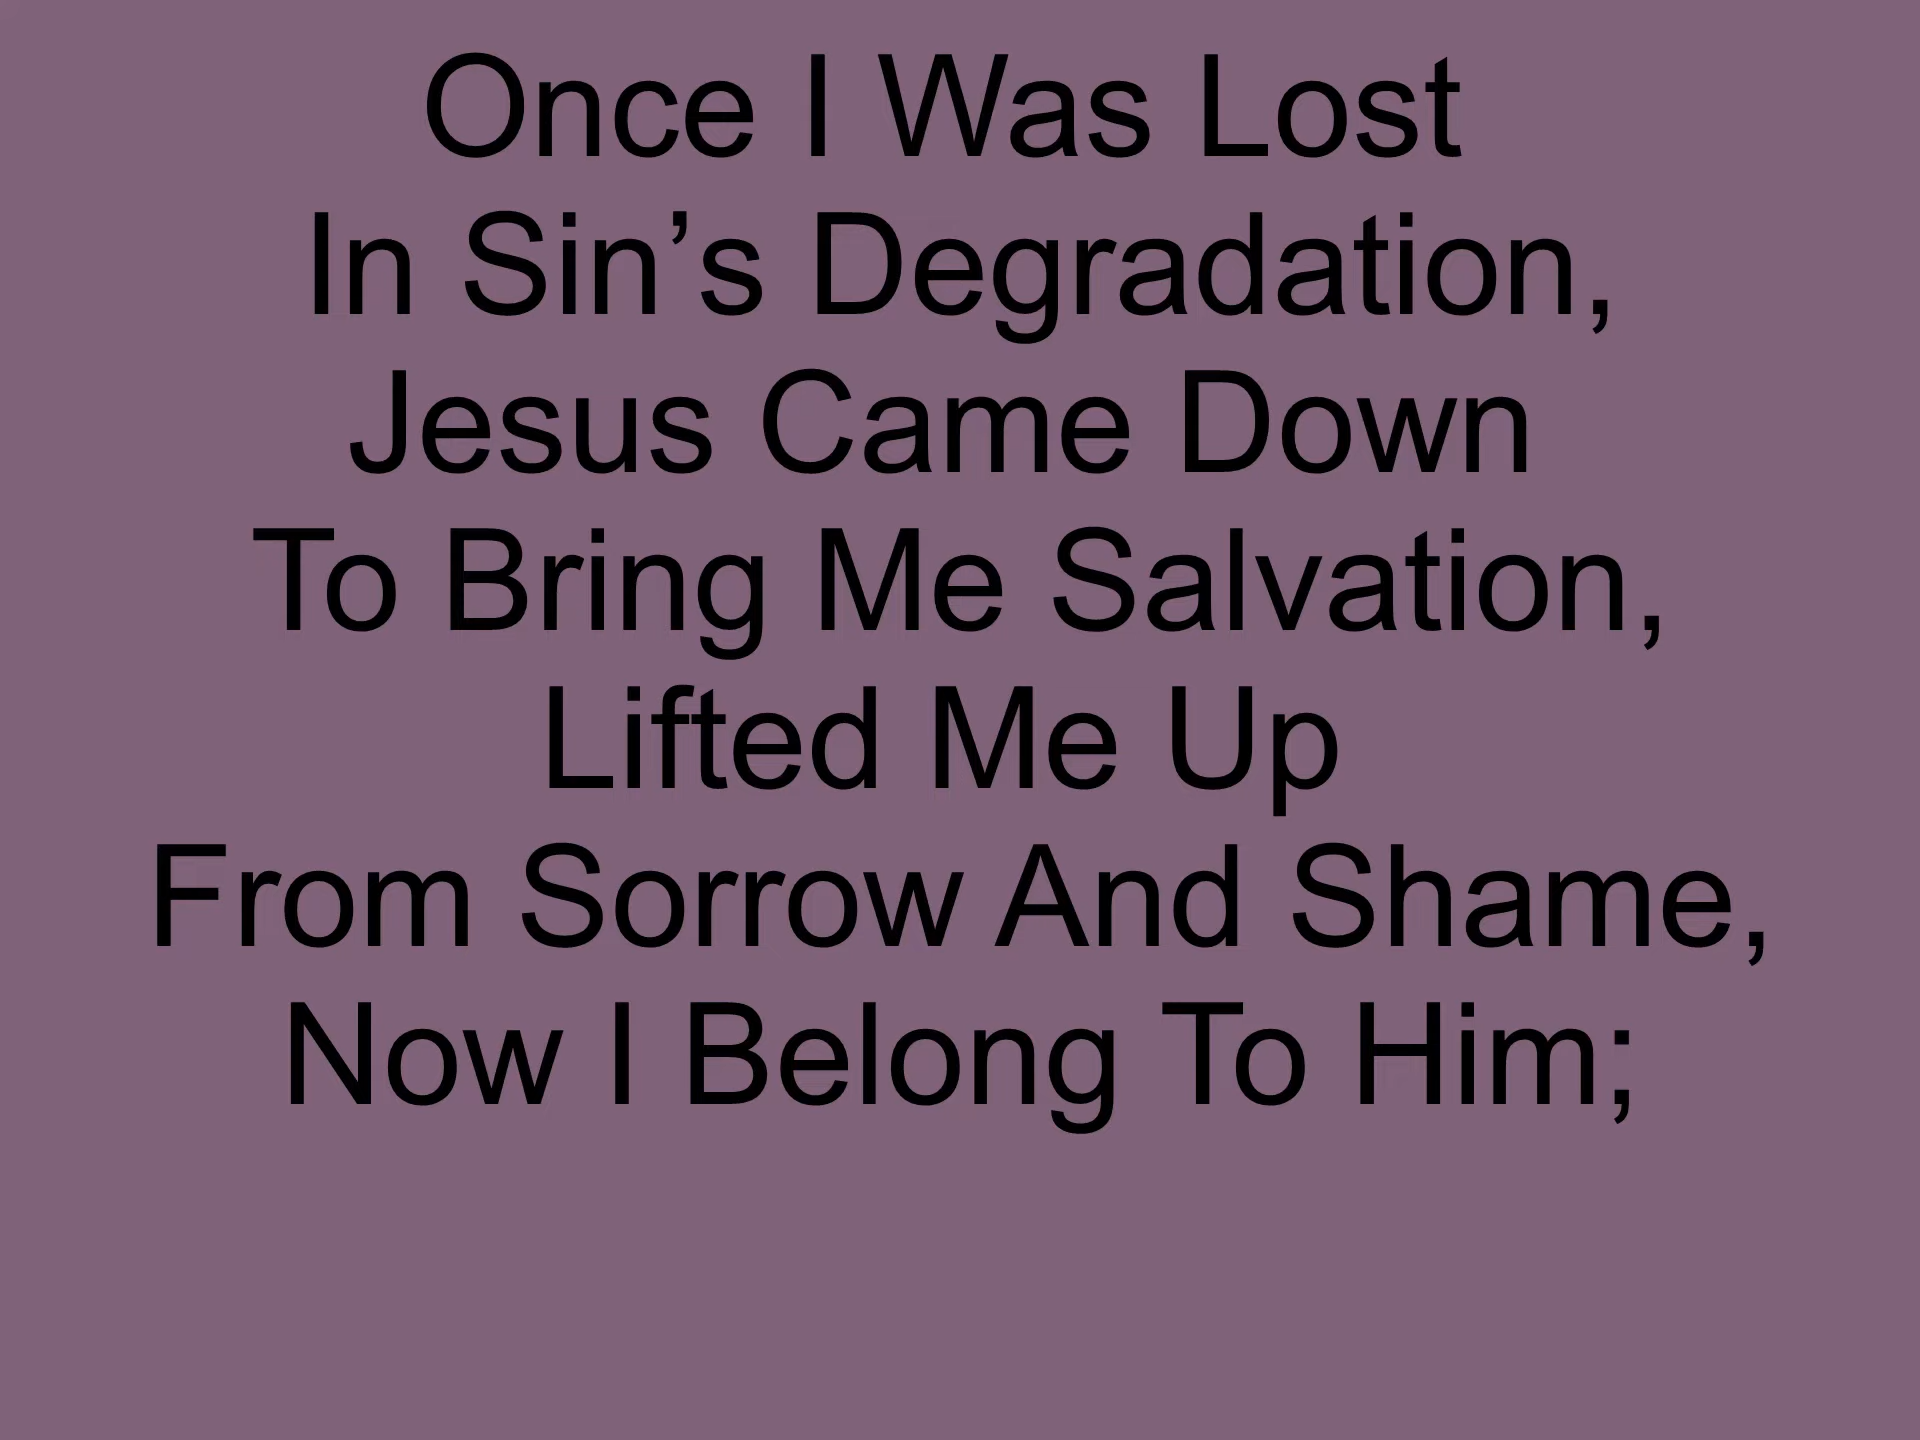 Once I Was Lost
In Sin’s Degradation,
Jesus Came Down
To Bring Me Salvation,
Lifted Me Up
From Sorrow And Shame,
Now I Belong To Him;